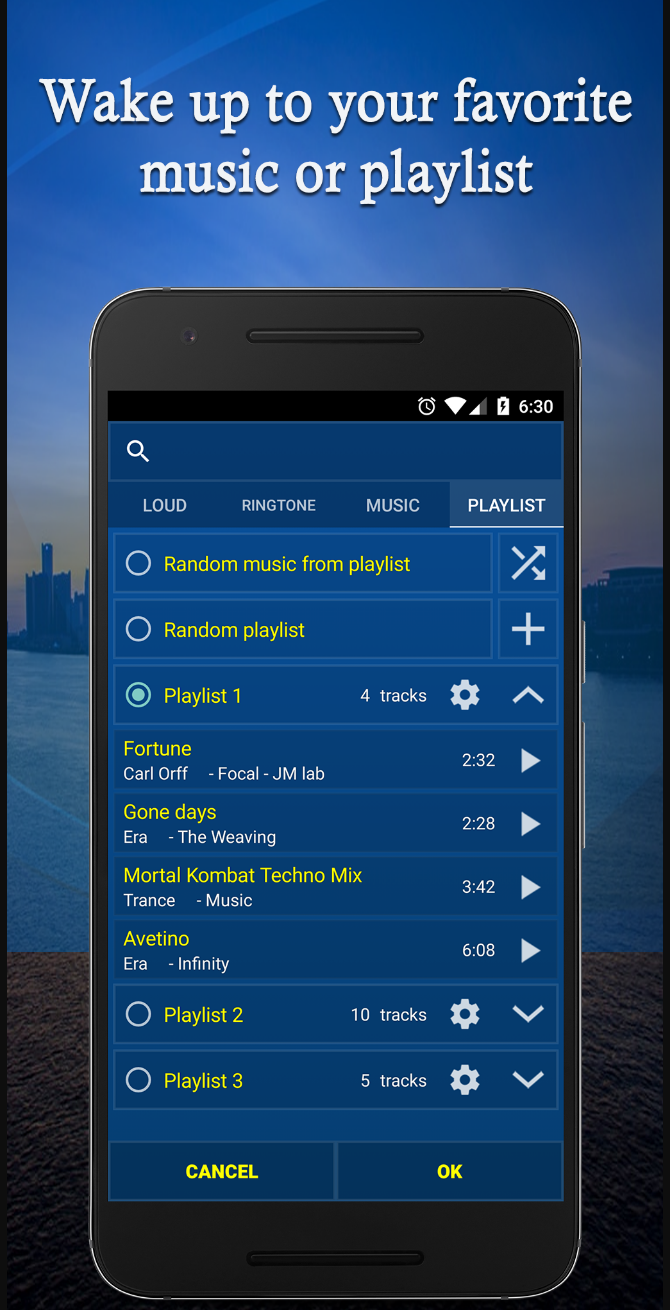 Wake up to your favorite
music or playlist
6:30
LOUD RINGTONE MUSIC PLAYLIST
Random music from playlist
Random playlist
Playlist 1 4 tracks
Fortune
Carl Orff - Focal - JM lab 2:32
Gone days
Era - The Weaving 2:28
Mortal Kombat Techno Mix
Trance - Music 3:42
Avetino
Era - Infinity 6:08
Playlist 2 10 tracks
Playlist 3 5 tracks
CANCEL OK